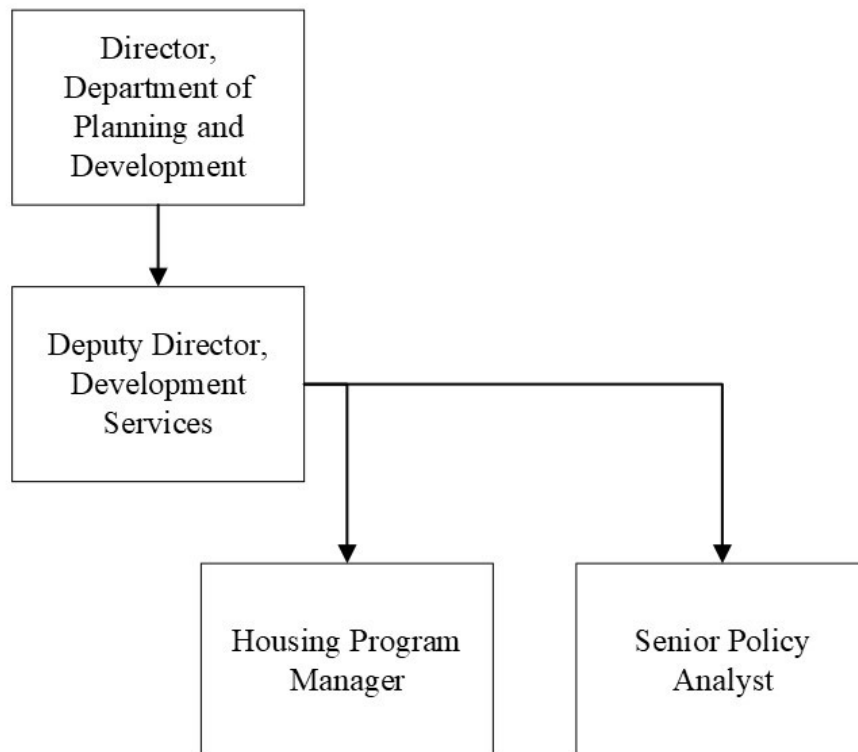 Director,
Department of
Planning and
Development
Deputy Director,
Development
Services
Housing Program
Manager
Senior Policy
Analyst